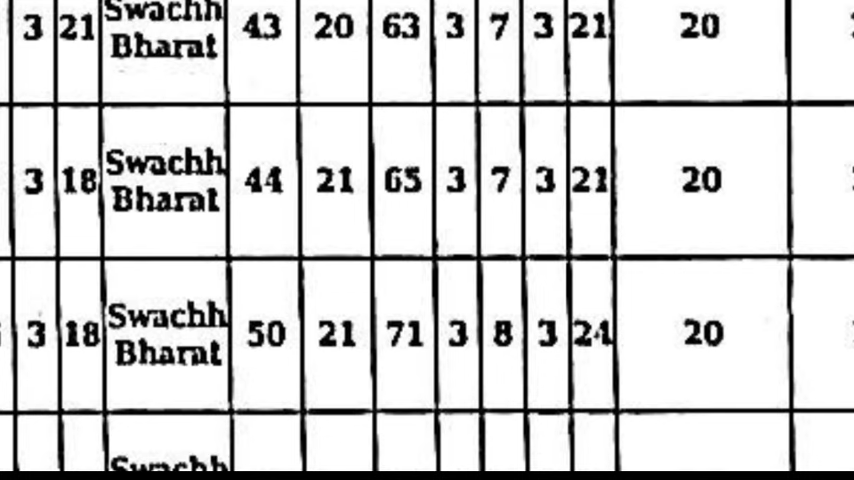 3 21 Swachh Bharat 43 20 63 3 7 3 21 20
3 18 Swachh Bharat 44 21 65 3 7 3 21 20
3 18 Swachh Bharat 50 21 71 3 8 3 24 20
Swachh